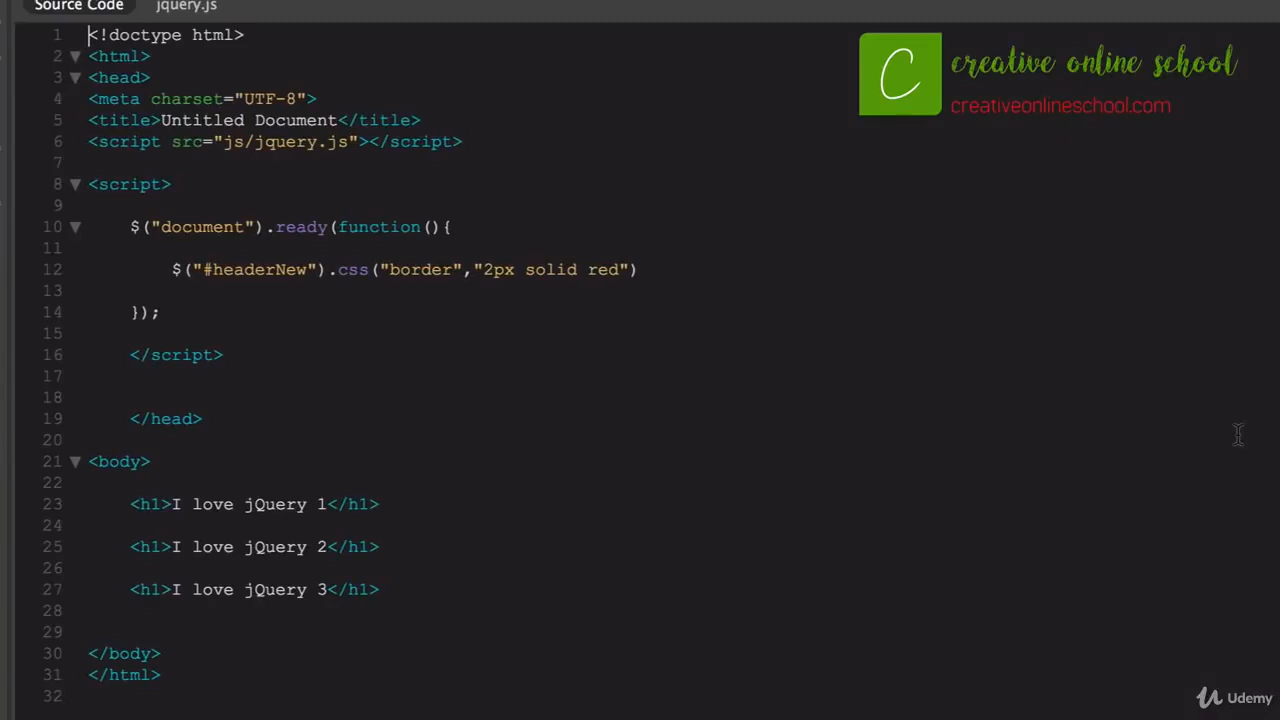 Source Code jquery.js
1 <!doctype html>
2 <html>
3 <head>
4 <meta charset="UTF-8">
5 <title>Untitled Document</title>
6 <script src="js/jquery.js"></script>
7
8 <script>
9
10 $("document").ready(function(){
11
12 $("#headerNew").css("border","2px solid red")
13
14 });
15
16 </script>
17
18
19 </head>
20
21 <body>
22
23 <h1>I love jQuery 1</h1>
24
25 <h1>I love jQuery 2</h1>
26
27 <h1>I love jQuery 3</h1>
28
29
30 </body>
31 </html>
32
C creative online school
creativeonlineschool.com
Udemy